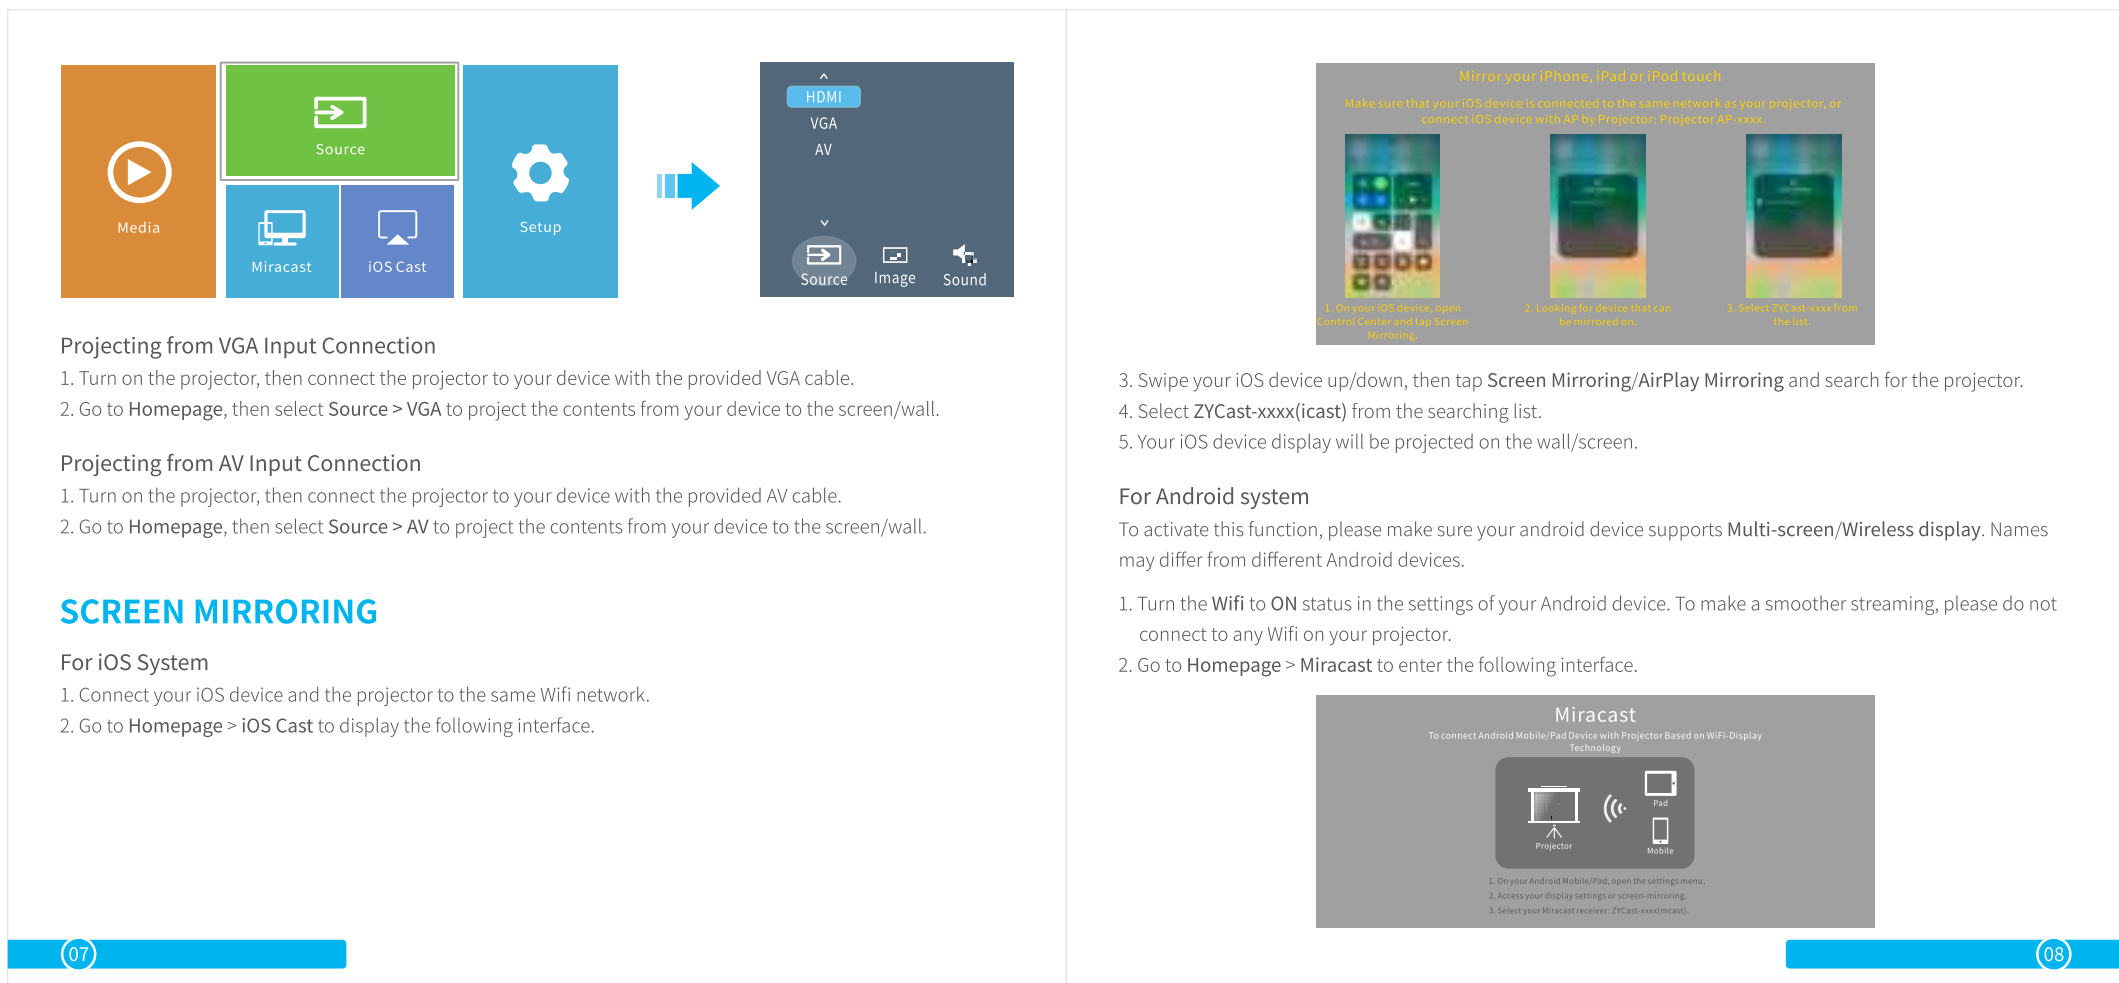 Media
Source
Miracast
iOS Cast
Setup
HDMI
VGA
AV
Source
Image
Sound
Projecting from VGA Input Connection
1. Turn on the projector, then connect the projector to your device with the provided VGA cable.
2. Go to Homepage, then select Source > VGA to project the contents from your device to the screen/wall.
Projecting from AV Input Connection
1. Turn on the projector, then connect the projector to your device with the provided AV cable.
2. Go to Homepage, then select Source > AV to project the contents from your device to the screen/wall.
SCREEN MIRRORING
For iOS System
1. Connect your iOS device and the projector to the same Wifi network.
2. Go to Homepage > iOS Cast to display the following interface.
07
Mirror your iPhone, iPad or iPod touch
Make sure that your iOS device is connected to the same network as your projector, or
connect iOS device with AP by Projector: Projector AP-xxxx.
1. On your iOS device, open
Control Center and tap Screen
Mirroring.
2. Looking for device that can
be mirrored on.
3. Select ZYCast-xxxx from
the list.
3. Swipe your iOS device up/down, then tap Screen Mirroring/AirPlay Mirroring and search for the projector.
4. Select ZYCast-xxxx(icast) from the searching list.
5. Your iOS device display will be projected on the wall/screen.
For Android system
To activate this function, please make sure your android device supports Multi-screen/Wireless display. Names
may differ from different Android devices.
1. Turn the Wifi to ON status in the settings of your Android device. To make a smoother streaming, please do not
connect to any Wifi on your projector.
2. Go to Homepage > Miracast to enter the following interface.
Miracast
To connect Android Mobile/Pad Device with Projector Based on WiFi-Display
Technology
Projector
Pad
Mobile
1. On your Android Mobile/Pad, open the settings menu.
2. Access your display settings or screen-mirroring.
3. Select your Miracast receiver: ZYCast-xxxx(mcast).
08